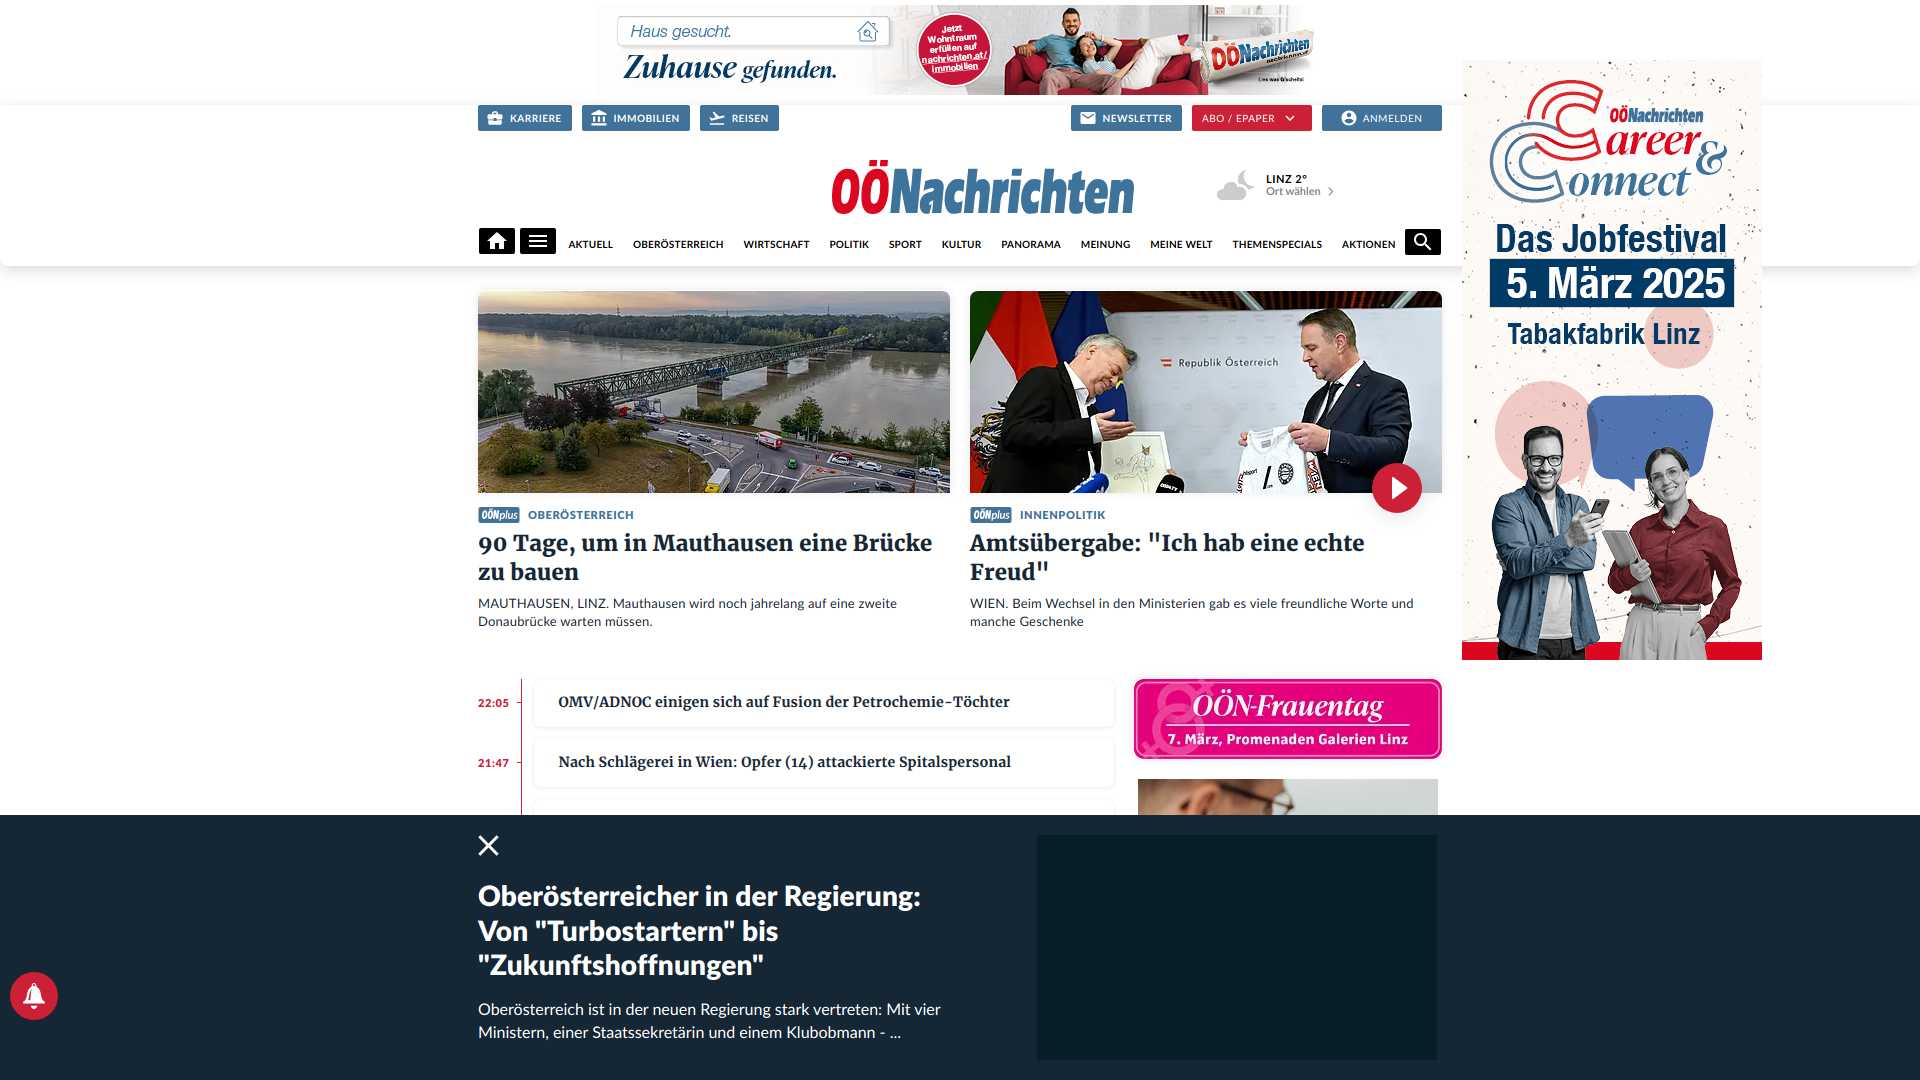 Haus gesucht.
Zuhause gefunden.
Jetzt
Wohntraum
erfüllen auf
nachrichten.at/
immobilien
OÖNachrichten
Lies was G'scheits!
KARRIERE
IMMOBILIEN
REISEN
NEWSLETTER
ABO / EPAPER
ANMELDEN
OÖNachrichten
LINZ 2°
Ort wählen
AKTUELL
OBERÖSTERREICH
WIRTSCHAFT
POLITIK
SPORT
KULTUR
PANORAMA
MEINUNG
MEINE WELT
THEMENSPECIALS
AKTIONEN
OÖNachrichten
Career &
Connect
Das Jobfestival
5. März 2025
Tabakfabrik Linz
Republik Österreich
OÖNplus OBERÖSTERREICH
90 Tage, um in Mauthausen eine Brücke
zu bauen
MAUTHAUSEN, LINZ. Mauthausen wird noch jahrelang auf eine zweite
Donaubrücke warten müssen.
OÖNplus INNENPOLITIK
Amtsübergabe: "Ich hab eine echte
Freud"
WIEN. Beim Wechsel in den Ministerien gab es viele freundliche Worte und
manche Geschenke
22:05 OMV/ADNOC einigen sich auf Fusion der Petrochemie-Töchter
21:47 Nach Schlägerei in Wien: Opfer (14) attackierte Spitalspersonal
OÖN-Frauentag
7. März, Promenaden Galerien Linz
Oberösterreicher in der Regierung:
Von "Turbostartern" bis
"Zukunftshoffnungen"
Oberösterreich ist in der neuen Regierung stark vertreten: Mit vier
Ministern, einer Staatssekretärin und einem Klubobmann - ...